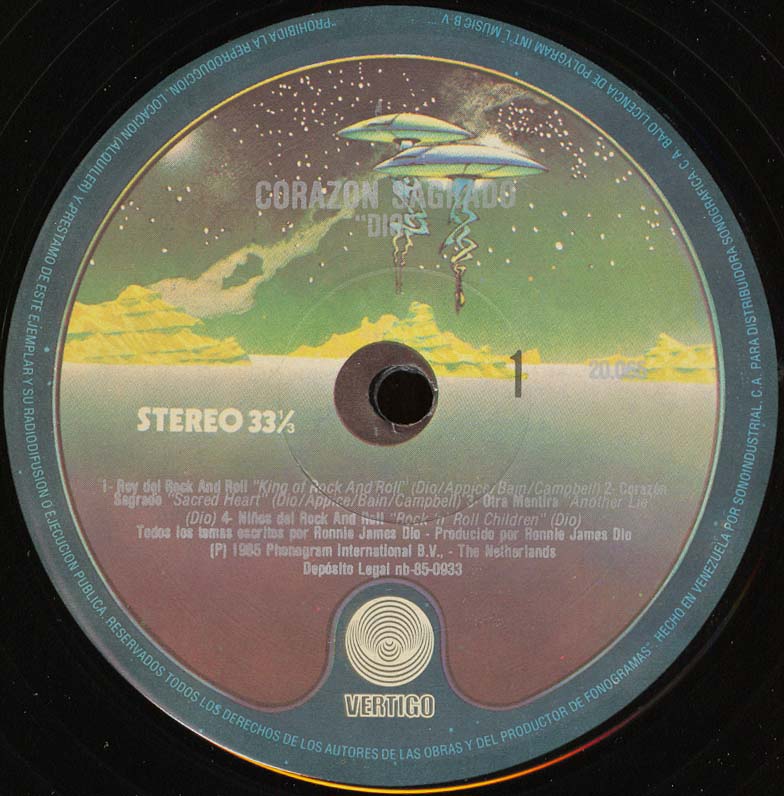 "PROHIBIDA LA REPRODUCCION, LOCACION (ALQUILER) Y PRESTAMO DE ESTE EJEMPLAR Y SU RADIODIFUSION O EJECUCION PUBLICA, RESERVADOS TODOS LOS DERECHOS DE LOS AUTORES DE LAS OBRAS Y DEL PRODUCTOR DE FONOGRAMAS". HECHO EN VENEZUELA POR SONOINDUSTRIAL, C.A. PARA DISTRIBUIDORA SONOGRAFICA C.A. BAJO LICENCIA DE POLYGRAM INT'L MUSIC B.V.
CORAZON SAGRADO
"DIO"
1
STEREO 33⅓
1- Rey del Rock And Roll "King of Rock And Roll" (Dio/Appice/Bain/Campbell) 2- Corazón
Sagrado "Sacred Heart" (Dio/Appice/Bain/Campbell) 3- Otra Mentira "Another Lie"
(Dio) 4- Niños del Rock And Roll "Rock 'n' Roll Children" (Dio)
Todos los temas escritos por Ronnie James Dio - Producido por Ronnie James Dio
(P) 1985 Phonogram International B.V., - The Netherlands
Depósito Legal nb-85-0933
VERTIGO